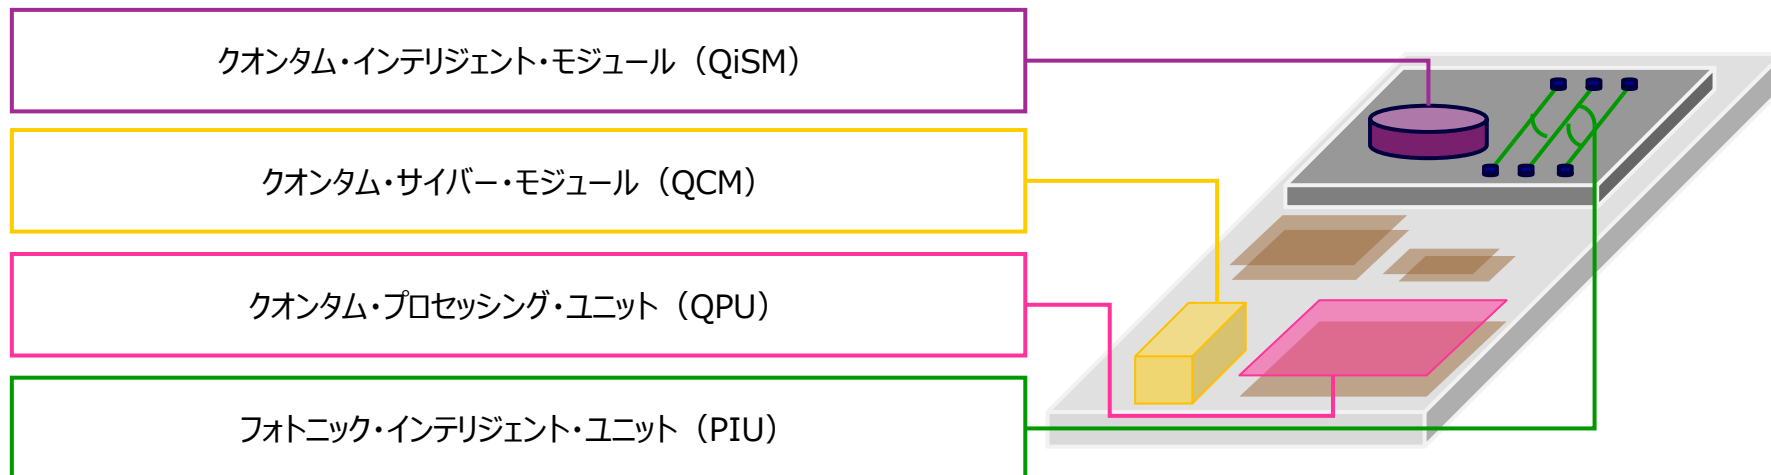 クオンタム・インテリジェント・モジュール（QiSM）
クオンタム・サイバー・モジュール（QCM）
クオンタム・プロセッシング・ユニット（QPU）
フォトニック・インテリジェント・ユニット（PIU）